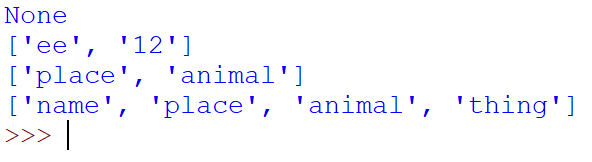 None
['ee', '12']
['place', 'animal']
['name', 'place', 'animal', 'thing']
>>>